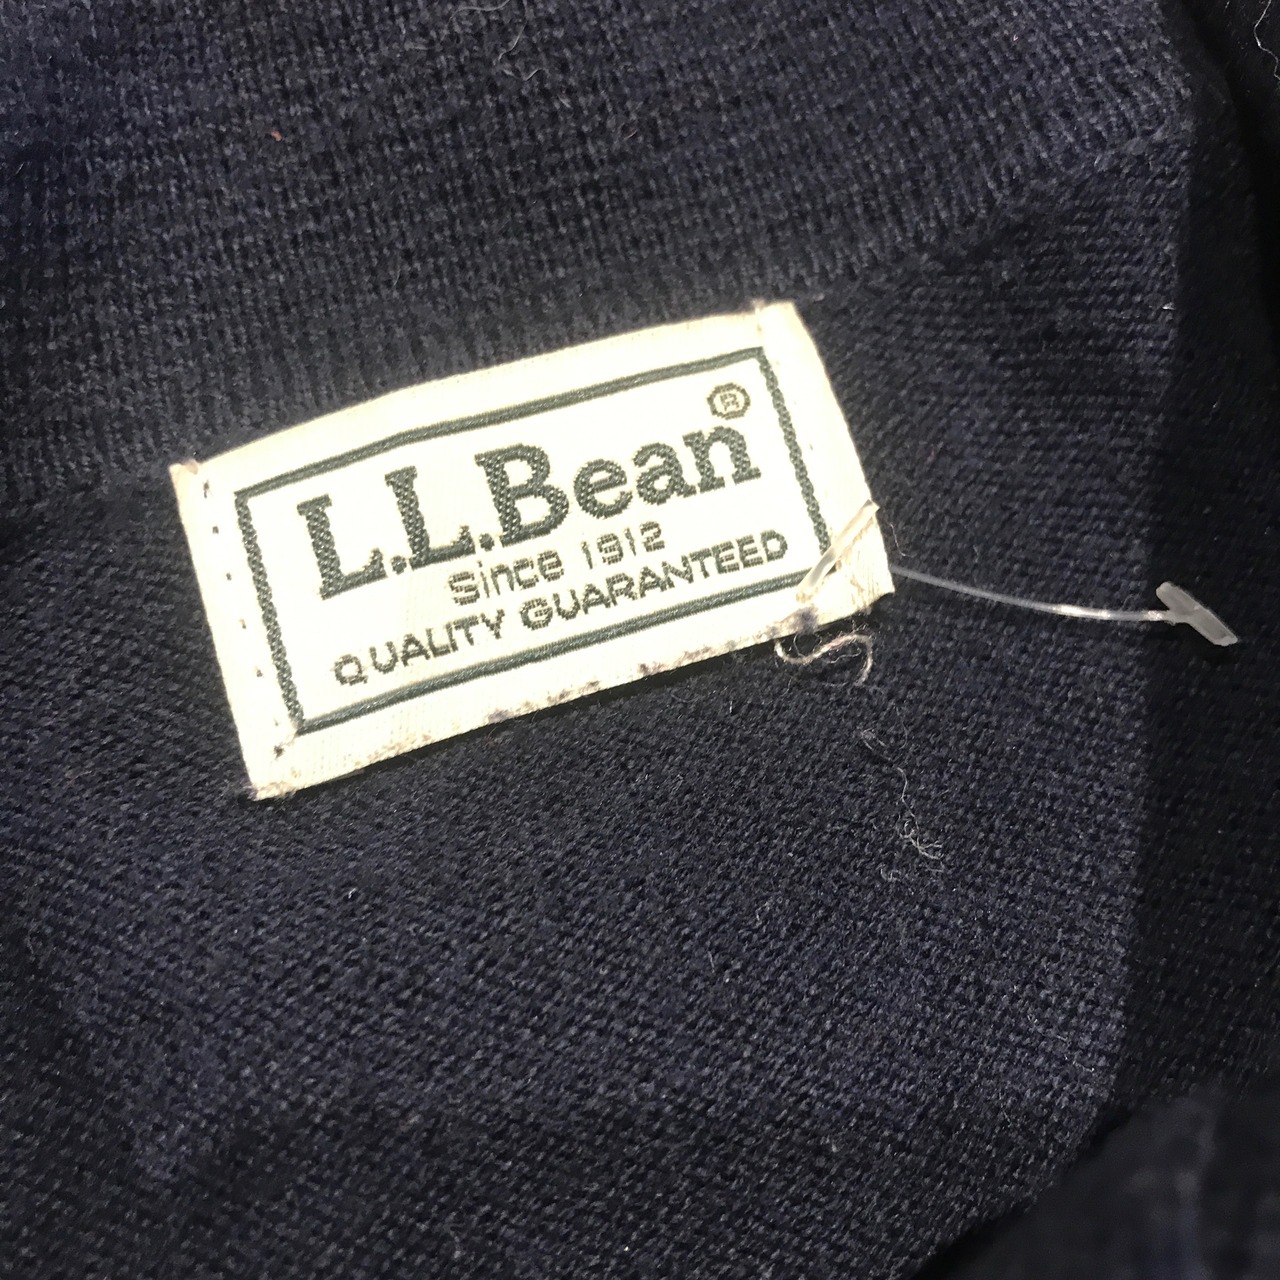 L.L.Bean®
Since 1912
QUALITY GUARANTEED